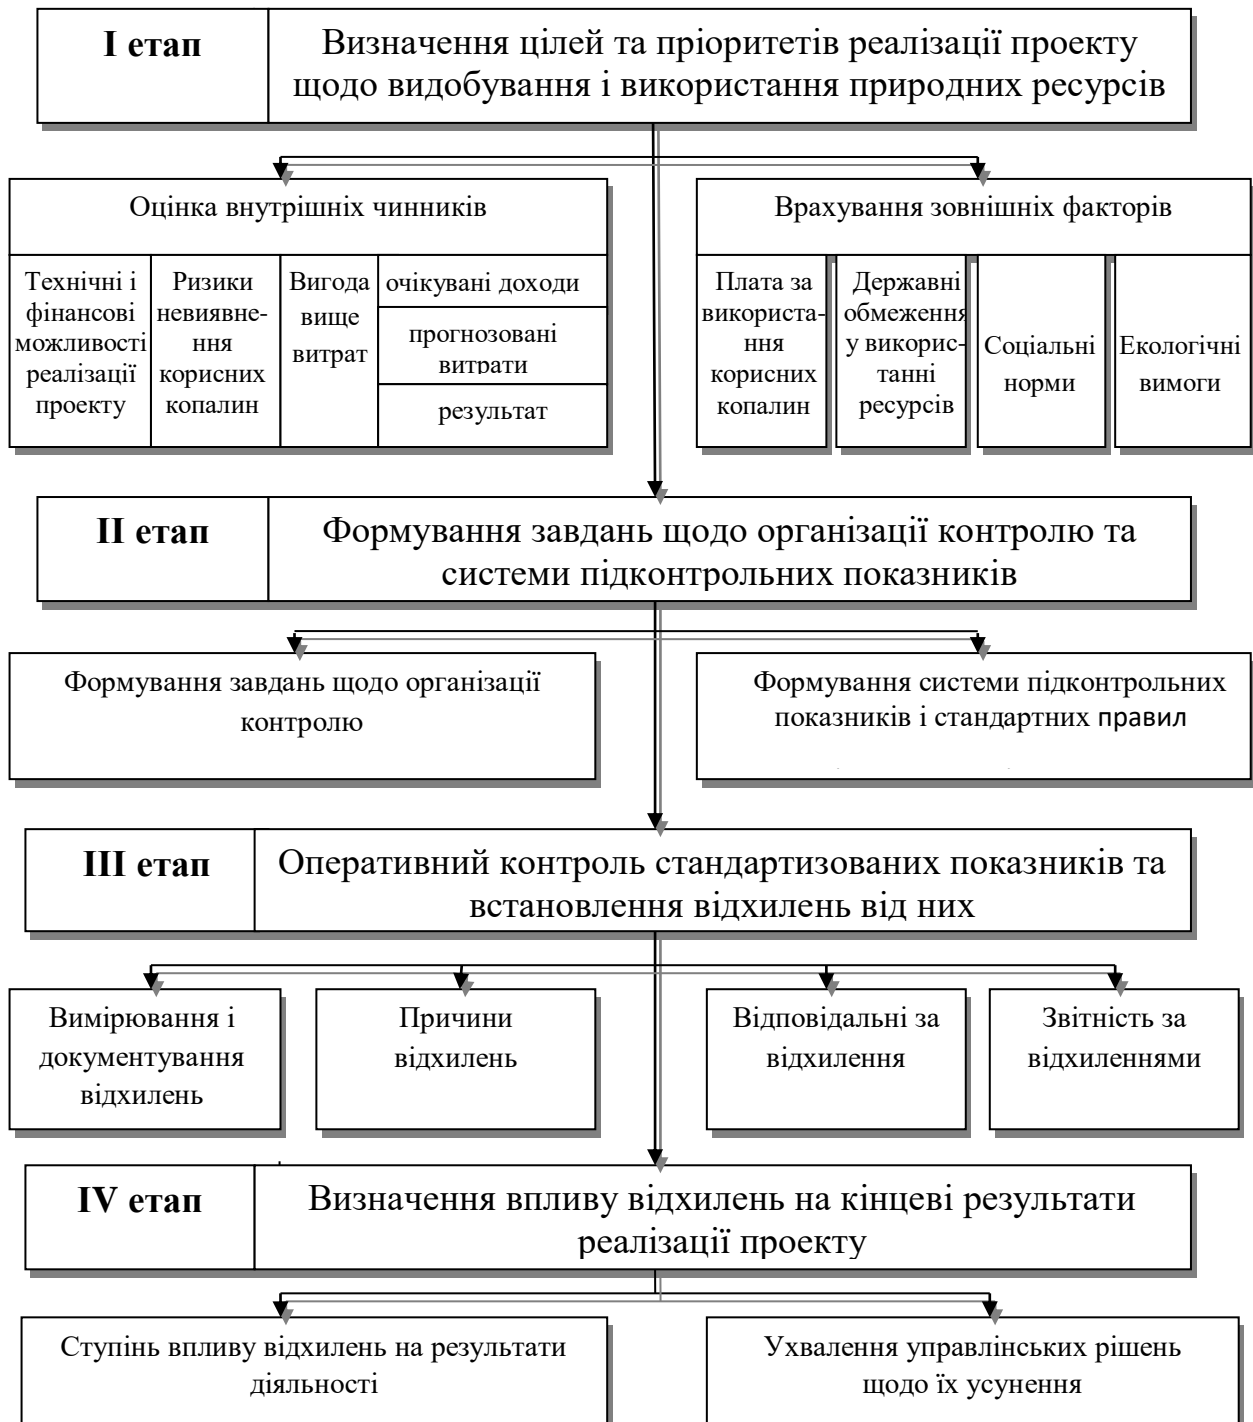 І етап
Визначення цілей та пріоритетів реалізації проекту
щодо видобування і використання природних ресурсів
Оцінка внутрішніх чинників
Технічні і
фінансові
можливості
реалізації
проекту
Ризики
невиявне-
ння
корисних
копалин
Вигода
вище
витрат
очікувані доходи
прогнозовані
витрати
результат
Врахування зовнішніх факторів
Плата за
використа-
ння
корисних
копалин
Державні
обмеження
у викорис-
танні
ресурсів
Соціальні
норми
Екологічні
вимоги
ІІ етап
Формування завдань щодо організації контролю та
системи підконтрольних показників
Формування завдань щодо організації
контролю
Формування системи підконтрольних
показників і стандартних правил
ІІІ етап
Оперативний контроль стандартизованих показників та
встановлення відхилень від них
Вимірювання і
документування
відхилень
Причини
відхилень
Відповідальні за
відхилення
Звітність за
відхиленнями
IV етап
Визначення впливу відхилень на кінцеві результати
реалізації проекту
Ступінь впливу відхилень на результати
діяльності
Ухвалення управлінських рішень
щодо їх усунення